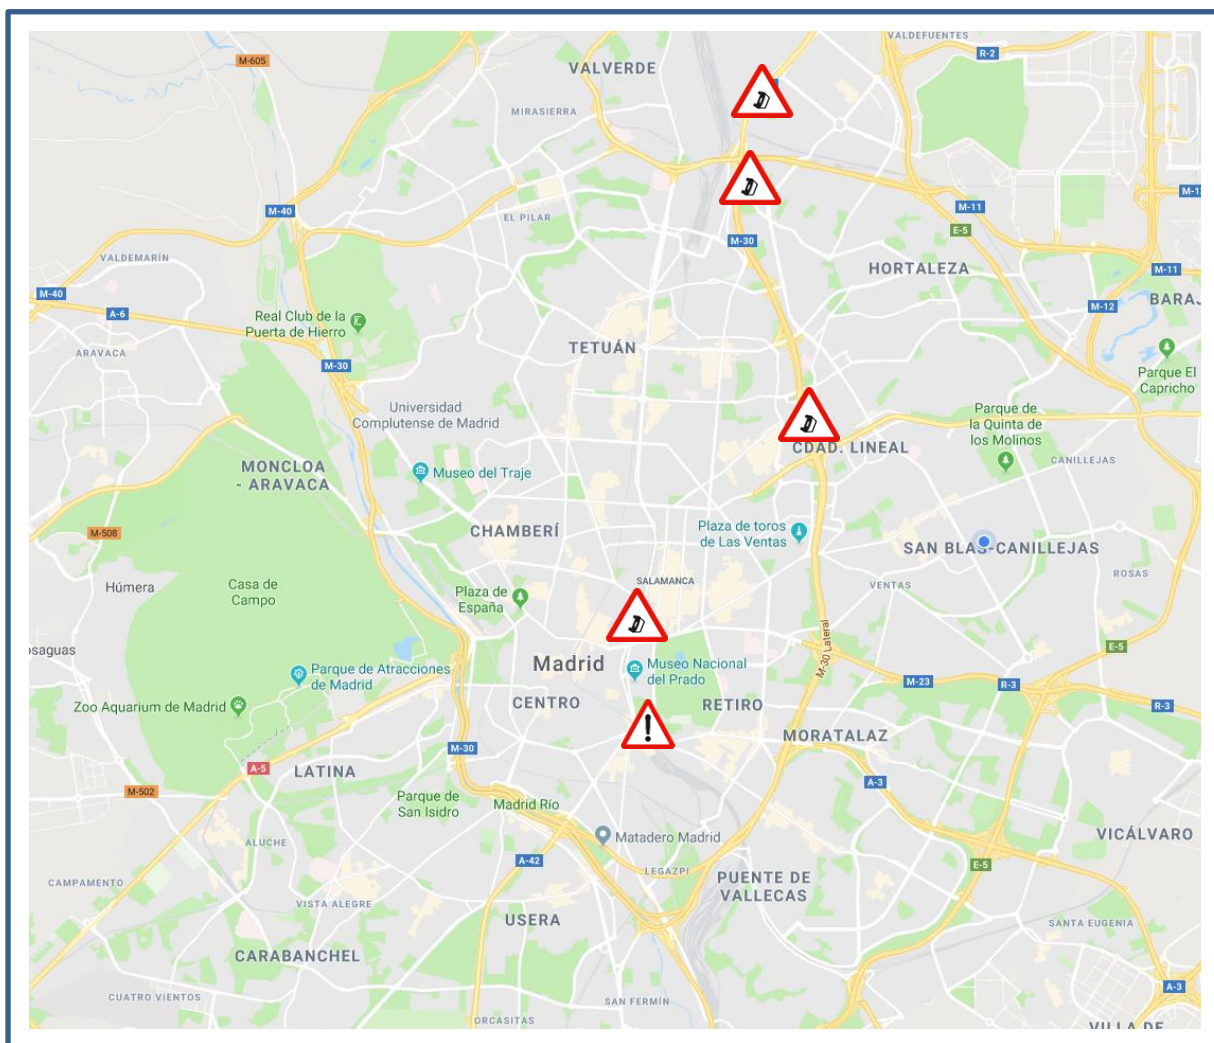 VALDEFUENTES
R-2
M-605
VALVERDE
MIRASIERRA
M-40
EL PILAR
M-11
M-30
E-5
VALDEMARÍN
HORTALEZA
M-11
M-40
A-6
BARAJ
M-12
Real Club de la
Puerta de Hierro
TETUÁN
ARAVACA
M-30
Parque El
Capricho
Universidad
Complutense de Madrid
Parque de
la Quinta de
los Molinos
CDAD. LINEAL
CANILLEJAS
MONCLOA
- ARAVACA
Museo del Traje
M-508
CHAMBERÍ
Plaza de toros
de Las Ventas
SAN BLAS-CANILLEJAS
ROSAS
Húmera
Casa de
Campo
SALAMANCA
VENTAS
Plaza de
España
M-30 Lateral
E-5
osaguas
Madrid
Museo Nacional
del Prado
Parque de Atracciones
de Madrid
M-23
R-3
R-3
Zoo Aquarium de Madrid
CENTRO
RETIRO
!
MORATALAZ
M-30
A-5
LATINA
A-3
M-502
Parque de
San Isidro
Madrid Río
Matadero Madrid
VICÁLVARO
ALUCHE
A-42
LEGAZPI
E-5
CAMPAMENTO
PUENTE DE
VALLECAS
VISTA ALEGRE
USERA
SANTA EUGENIA
CARABANCHEL
A-3
CUATRO VIENTOS
SAN FERMÍN
ORCASITAS
VILLA DE